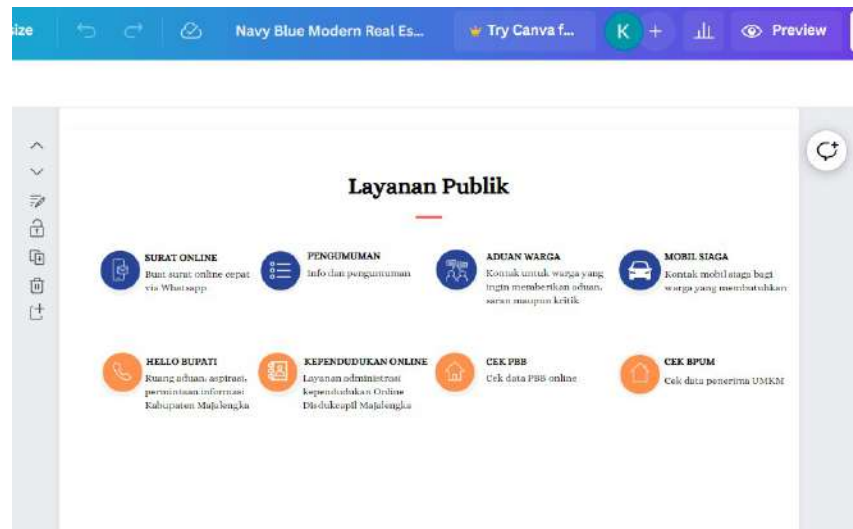 size
Navy Blue Modern Real Es...
Try Canva f...
K
+
Preview
Layanan Publik
SURAT ONLINE
Buat surat online cepat
via Whatsapp
PENGUMUMAN
Info dan pengumuman
ADUAN WARGA
Kontak untuk warga yang
ingin memberikan aduan,
saran maupun kritik
MOBIL SIAGA
Kontak mobil siaga bagi
warga yang membutuhkan
HELLO BUPATI
Ruang aduan, aspirasi,
permintaan informasi
Kabupaten Majalengka
KEPENDUDUKAN ONLINE
Layanan administrasi
kependudukan Online
Disdukcapil Majalengka
CEK PBB
Cek data PBB online
CEK BPUM
Cek data penerima UMKM